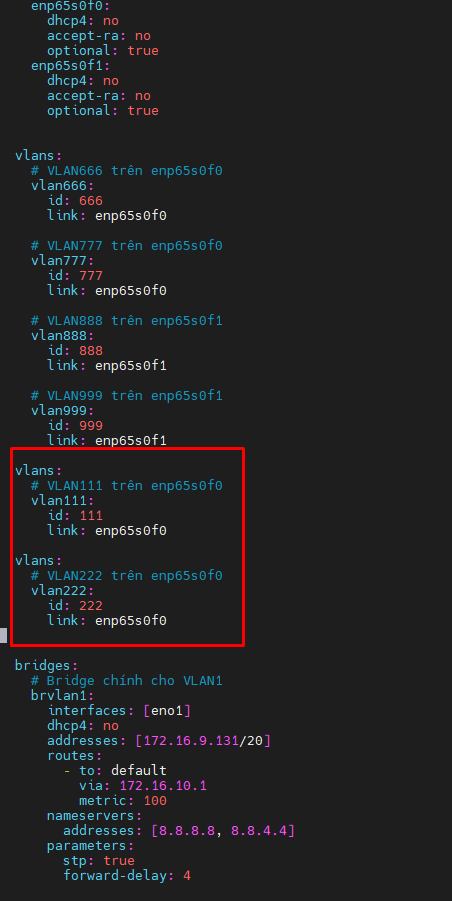 enp65s0f0:
dhcp4: no
accept-ra: no
optional: true
enp65s0f1:
dhcp4: no
accept-ra: no
optional: true
vlans:
# VLAN666 trên enp65s0f0
vlan666:
id: 666
link: enp65s0f0
# VLAN777 trên enp65s0f0
vlan777:
id: 777
link: enp65s0f0
# VLAN888 trên enp65s0f1
vlan888:
id: 888
link: enp65s0f1
# VLAN999 trên enp65s0f1
vlan999:
id: 999
link: enp65s0f1
vlans:
# VLAN111 trên enp65s0f0
vlan111:
id: 111
link: enp65s0f0
vlans:
# VLAN222 trên enp65s0f0
vlan222:
id: 222
link: enp65s0f0
bridges:
# Bridge chính cho VLAN1
brvlan1:
interfaces: [eno1]
dhcp4: no
addresses: [172.16.9.131/20]
routes:
- to: default
via: 172.16.10.1
metric: 100
nameservers:
addresses: [8.8.8.8, 8.8.4.4]
parameters:
stp: true
forward-delay: 4